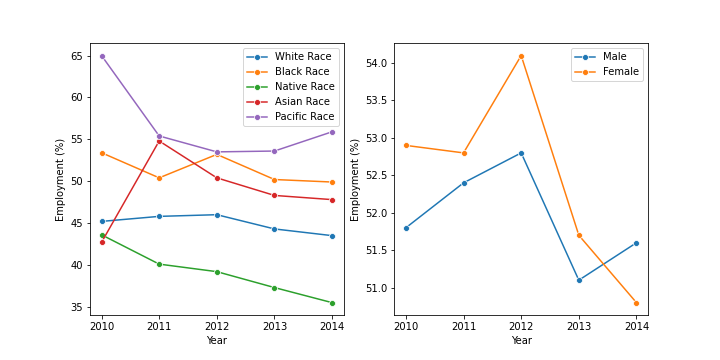 65
60
55
50
45
40
35
Employment (%)
2010 2011 2012 2013 2014
Year
White Race
Black Race
Native Race
Asian Race
Pacific Race
54.0
53.5
53.0
52.5
52.0
51.5
51.0
Employment (%)
2010 2011 2012 2013 2014
Year
Male
Female